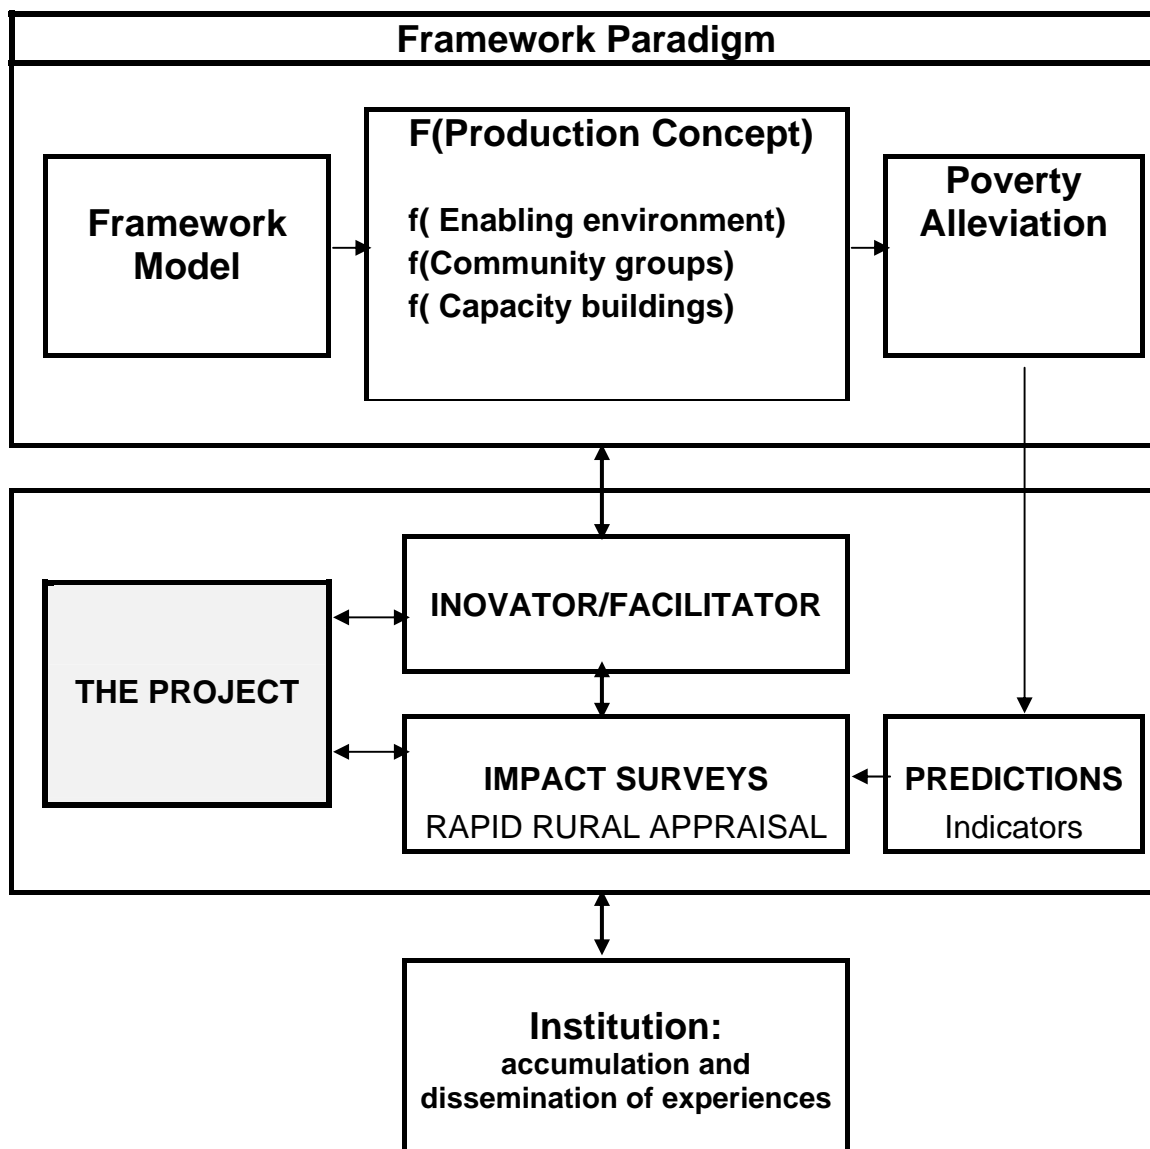 Framework Paradigm
Framework
Model
F(Production Concept)
f( Enabling environment)
f(Community groups)
f( Capacity buildings)
Poverty
Alleviation
THE PROJECT
INOVATOR/FACILITATOR
IMPACT SURVEYS
RAPID RURAL APPRAISAL
PREDICTIONS
Indicators
Institution:
accumulation and
dissemination of experiences